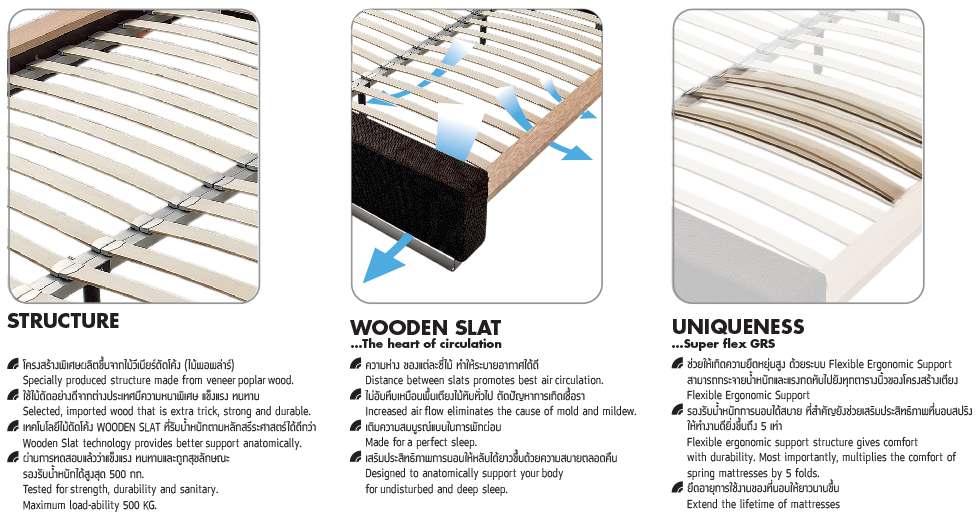 STRUCTURE
โครงสร้างพิเศษผลิตขึ้นจากไม้วีเนียร์ดัดโค้ง (ไม้พอพล่าร์)
Specially produced structure made from veneer poplar wood.
ใช้ไม้ดัดอย่างดีจากต่างประเทศมีความหนาพิเศษ แข็งแรง ทนทาน
Selected, imported wood that is extra trick, strong and durable.
เทคโนโลยีไม้ดัดโค้ง WOODEN SLAT ที่รับน้ำหนักตามหลักสรีระศาสตร์ได้ดีกว่า
Wooden Slat technology provides better support anatomically.
ผ่านการทดสอบแล้วว่าแข็งแรง ทนทานและถูกสุขลักษณะ
รองรับน้ำหนักได้สูงสุด 500 กก.
Tested for strength, durability and sanitary.
Maximum load-ability 500 KG.
WOODEN SLAT
...The heart of circulation
ความห่าง ของแต่ละซี่ไม้ ทำให้ระบายอากาศได้ดี
Distance between slats promotes best air circulation.
ไม่อับทึบเหมือนพื้นเตียงไม้ทึบทั่วไป ตัดปัญหาการเกิดเชื้อรา
Increased air flow eliminates the cause of mold and mildew.
เติมความสมบูรณ์แบบในการพักผ่อน
Made for a perfect sleep.
เสริมประสิทธิภาพการนอนให้หลับได้ยาวขึ้นด้วยความสบายตลอดคืน
Designed to anatomically support your body
for undisturbed and deep sleep.
UNIQUENESS
...Super flex GRS
ช่วยให้เกิดความยืดหยุ่นสูง ด้วยระบบ Flexible Ergonomic Support
สามารถกระจายน้ำหนักและแรงกดทับไปยังทุกตารางนิ้วของโครงสร้างเตียง
Flexible Ergonomic Support
รองรับน้ำหนักการนอนได้สบาย ที่สำคัญยังช่วยเสริมประสิทธิภาพที่นอนสปริง
ให้ทำงานดียิ่งขึ้นถึง 5 เท่า
Flexible ergonomic support structure gives comfort
with durability. Most importantly, multiplies the comfort of
spring mattresses by 5 folds.
ยืดอายุการใช้งานของที่นอนให้ยาวนานขึ้น
Extend the lifetime of mattresses